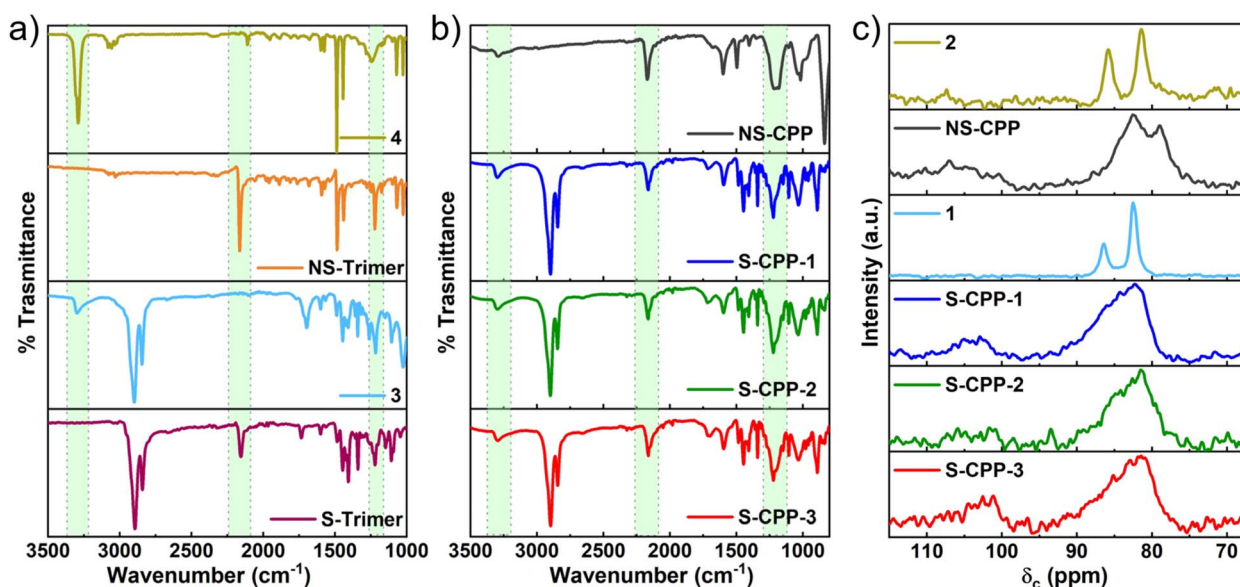 a)
4
NS-Trimer
3
S-Trimer
% Trasmittance
3500 3000 2500 2000 1500 1000
Wavenumber (cm⁻¹)
b)
NS-CPP
S-CPP-1
S-CPP-2
S-CPP-3
% Trasmittance
3500 3000 2500 2000 1500 1000
Wavenumber (cm⁻¹)
c)
2
NS-CPP
1
S-CPP-1
S-CPP-2
S-CPP-3
Intensity (a.u.)
110 100 90 80 70
δc (ppm)